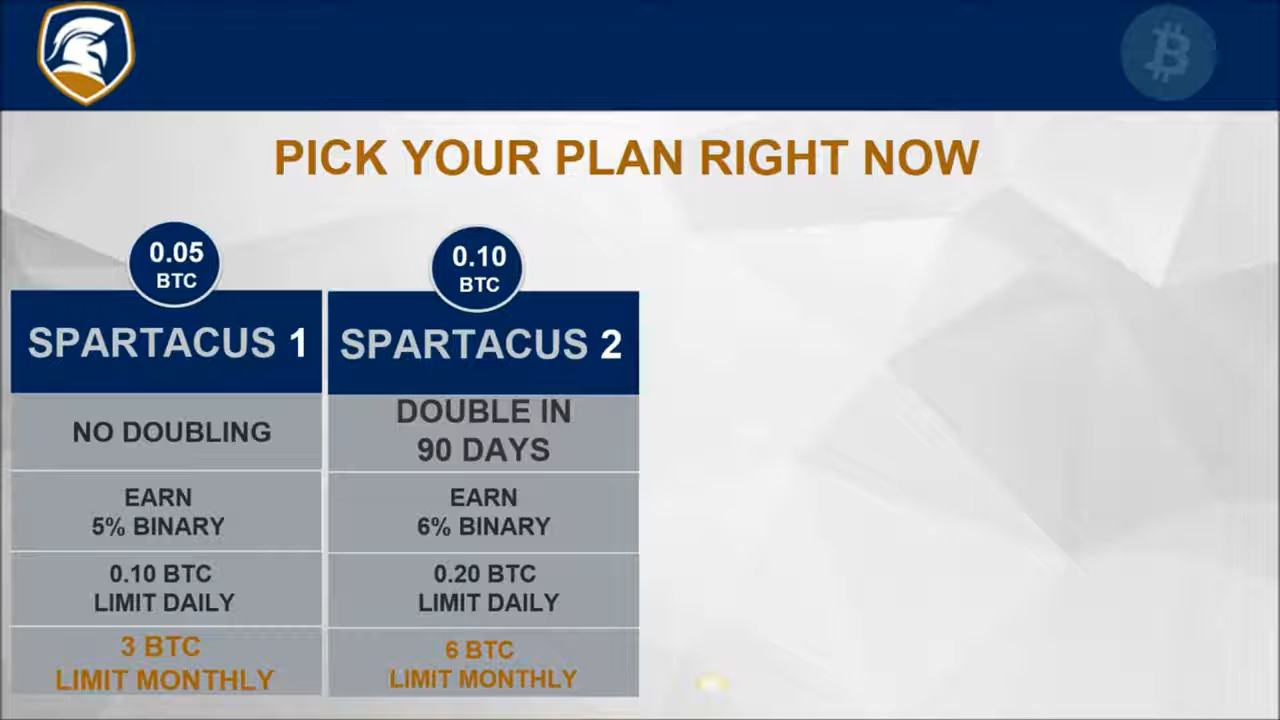 PICK YOUR PLAN RIGHT NOW
0.05
BTC
SPARTACUS 1
NO DOUBLING
EARN
5% BINARY
0.10 BTC
LIMIT DAILY
3 BTC
LIMIT MONTHLY
0.10
BTC
SPARTACUS 2
DOUBLE IN
90 DAYS
EARN
6% BINARY
0.20 BTC
LIMIT DAILY
6 BTC
LIMIT MONTHLY